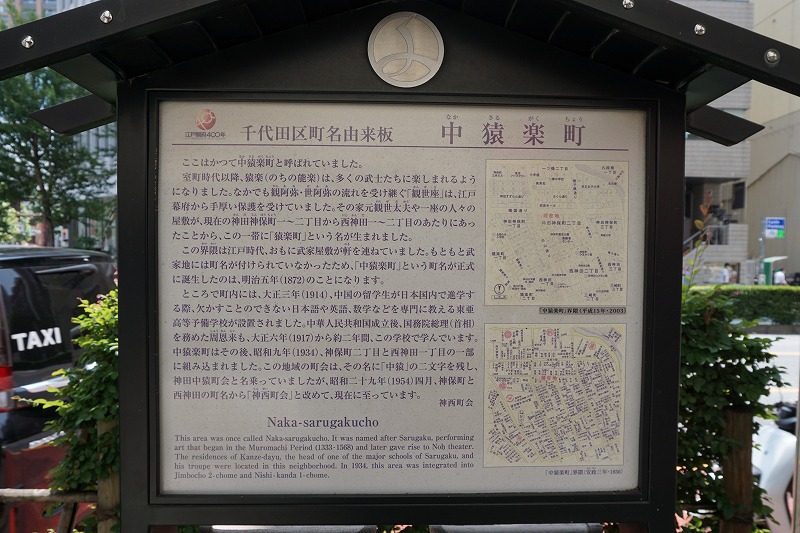 江戸開府400年
千代田区町名由来板 中猿楽町
なか さる がく ちょう
ここはかつて中猿楽町と呼ばれていました。
室町時代以降、猿楽(のちの能楽)は、多くの武士たちに楽しまれるよう
になりました。なかでも観阿弥・世阿弥の流れを受け継ぐ「観世座」は、江戸
幕府から手厚い保護を受けていました。その家元観世太夫や一座の人々の
屋敷が、現在の神田神保町一〜二丁目から西神田一〜二丁目のあたりにあっ
たことから、この一帯に「猿楽町」という名が生まれました。
この界隈は江戸時代、おもに武家屋敷が軒を連ねていました。もともと武
家地には町名が付けられていなかったため、「中猿楽町」という町名が正式
に誕生したのは、明治五年(1872)のことになります。
ところで町内には、大正三年(1914)、中国の留学生が日本国内で進学す
る際、欠かすことのできない日本語や英語、数学などを専門に教える東亜
高等予備学校が設置されました。中華人民共和国成立後、国務院総理(首相)
を務めた周恩来も、大正六年(1917)から約二年間、この学校で学んでいます。
中猿楽町はその後、昭和九年(1934)、神保町二丁目と西神田一丁目の一部
に組み込まれました。この地域の町会は、その名に「中猿」の二文字を残し、
神田中猿町会と名乗っていましたが、昭和二十九年(1954)四月、神保町と
西神田の町名から「神西町会」と改めて、現在に至っています。
神西町会
Naka-sarugakucho
This area was once called Naka-sarugakucho. It was named after Sarugaku, performing
art that began in the Muromachi Period (1333-1568) and later gave rise to Noh theater.
The residences of Kanze-dayu, the head of one of the major schools of Sarugaku, and
his troupe were located in this neighborhood. In 1934, this area was integrated into
Jimbocho 2-chome and Nishi-kanda 1-chome.
「中猿楽町」界隈(平成15年・2003)
「中猿楽町」界隈(安政三年・1856)
TAXI